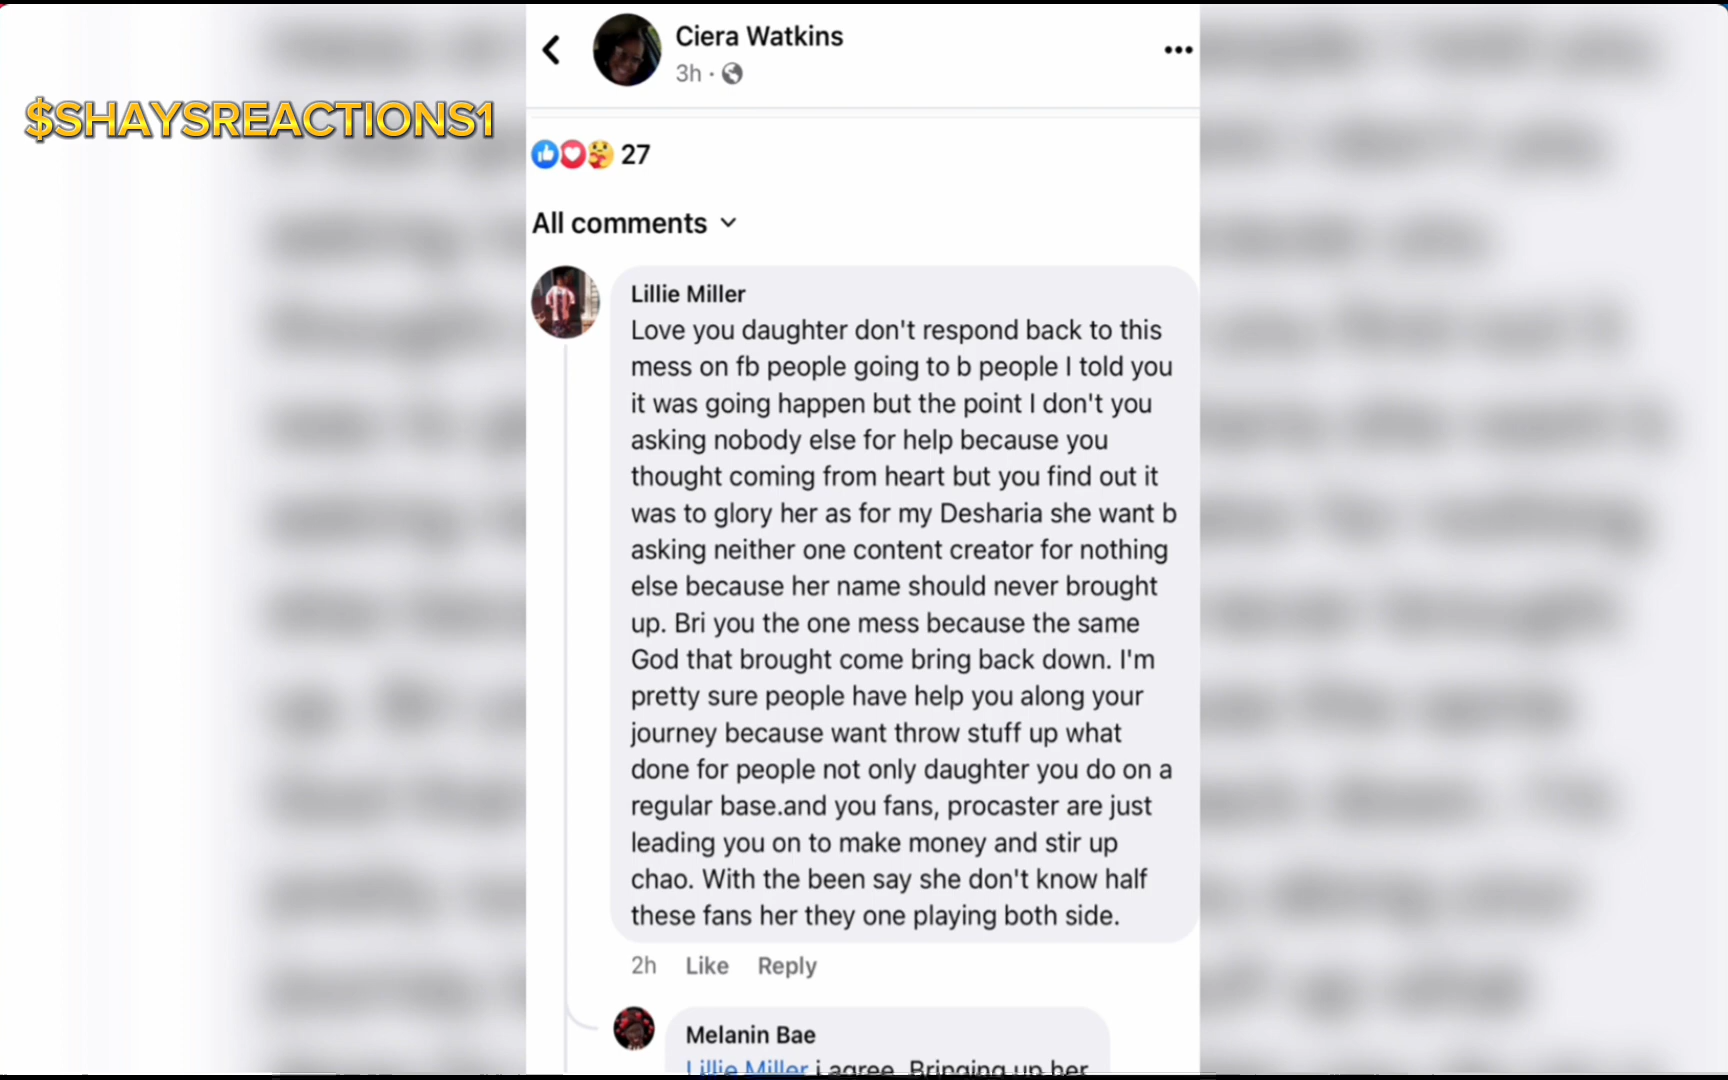 Ciera Watkins
3h ·
$SHAYSREACTIONS1
27
All comments
Lillie Miller
Love you daughter don't respond back to this
mess on fb people going to b people I told you
it was going happen but the point I don't you
asking nobody else for help because you
thought coming from heart but you find out it
was to glory her as for my Desharia she want b
asking neither one content creator for nothing
else because her name should never brought
up. Bri you the one mess because the same
God that brought come bring back down. I'm
pretty sure people have help you along your
journey because want throw stuff up what
done for people not only daughter you do on a
regular base.and you fans, procaster are just
leading you on to make money and stir up
chao. With the been say she don't know half
these fans her they one playing both side.
2h Like Reply
Melanin Bae
Lillie Miller i agree. Bringing up her